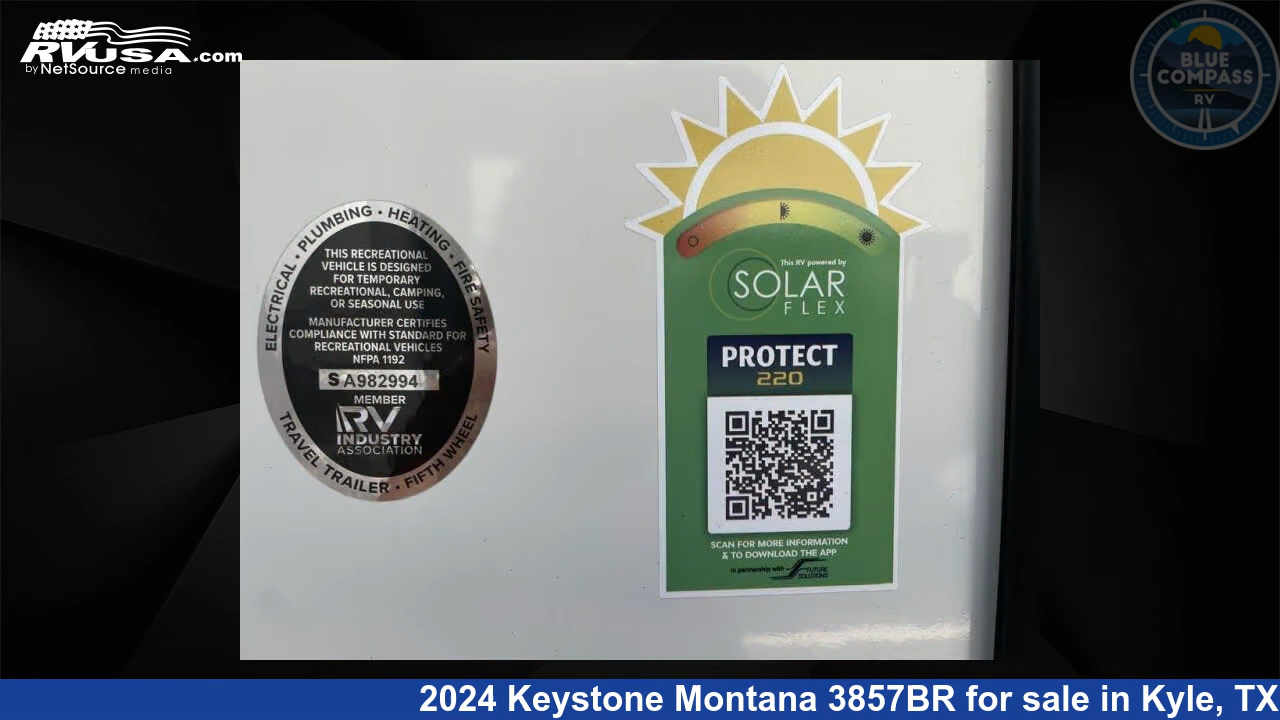 RVUSA.com
by NetSource media
BLUE
COMPASS
RV
ELECTRICAL • PLUMBING • HEATING • FIRE SAFETY
THIS RECREATIONAL
VEHICLE IS DESIGNED
FOR TEMPORARY
RECREATIONAL, CAMPING,
OR SEASONAL USE
MANUFACTURER CERTIFIES
COMPLIANCE WITH STANDARD FOR
RECREATIONAL VEHICLES
NFPA 1192
S A982994
MEMBER
RV
INDUSTRY
ASSOCIATION
TRAVEL TRAILER • FIFTH WHEEL
This RV powered by
SOLAR
FLEX
PROTECT
220
SCAN FOR MORE INFORMATION
& TO DOWNLOAD THE APP
in partnership with
FUTURE
SOLUTIONS
2024 Keystone Montana 3857BR for sale in Kyle, TX